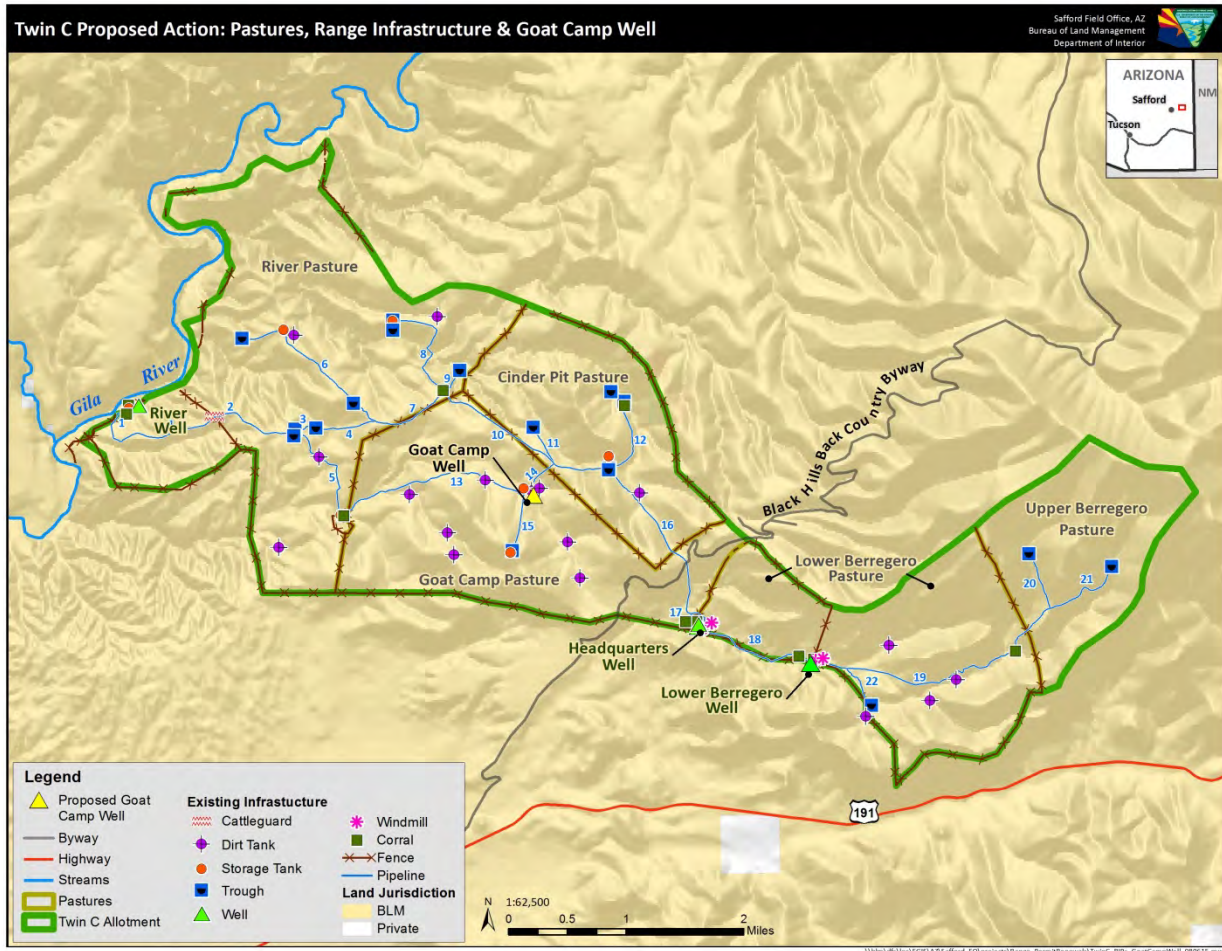 Twin C Proposed Action: Pastures, Range Infrastructure & Goat Camp Well
Safford Field Office, AZ
Bureau of Land Management
Department of Interior
ARIZONA
NM
Safford
Tucson
River Pasture
Gila River
River
Well
Cinder Pit Pasture
Goat Camp
Well
Goat Camp Pasture
Black Hills Back Country Byway
Upper Berregero
Pasture
Lower Berregero
Pasture
Headquarters
Well
Lower Berregero
Well
1
2
3
4
5
6
7
8
9
10
11
12
13
14
15
16
17
18
19
20
21
22
191
Legend
Proposed Goat
Camp Well
Byway
Highway
Streams
Pastures
Twin C Allotment
Existing Infrastucture
Cattleguard
Dirt Tank
Storage Tank
Trough
Well
Windmill
Corral
Fence
Pipeline
Land Jurisdiction
BLM
Private
N
1:62,500
0 0.5 1 2
Miles